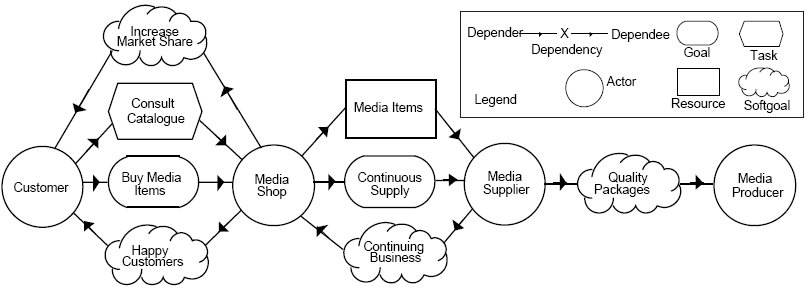 Increase
Market Share
Depender
X
Dependee
Dependency
Goal
Task
Legend
Actor
Resource
Softgoal
Consult
Catalogue
Media Items
Customer
Buy Media
Items
Media
Shop
Continuous
Supply
Media
Supplier
Quality
Packages
Media
Producer
Happy
Customers
Continuing
Business